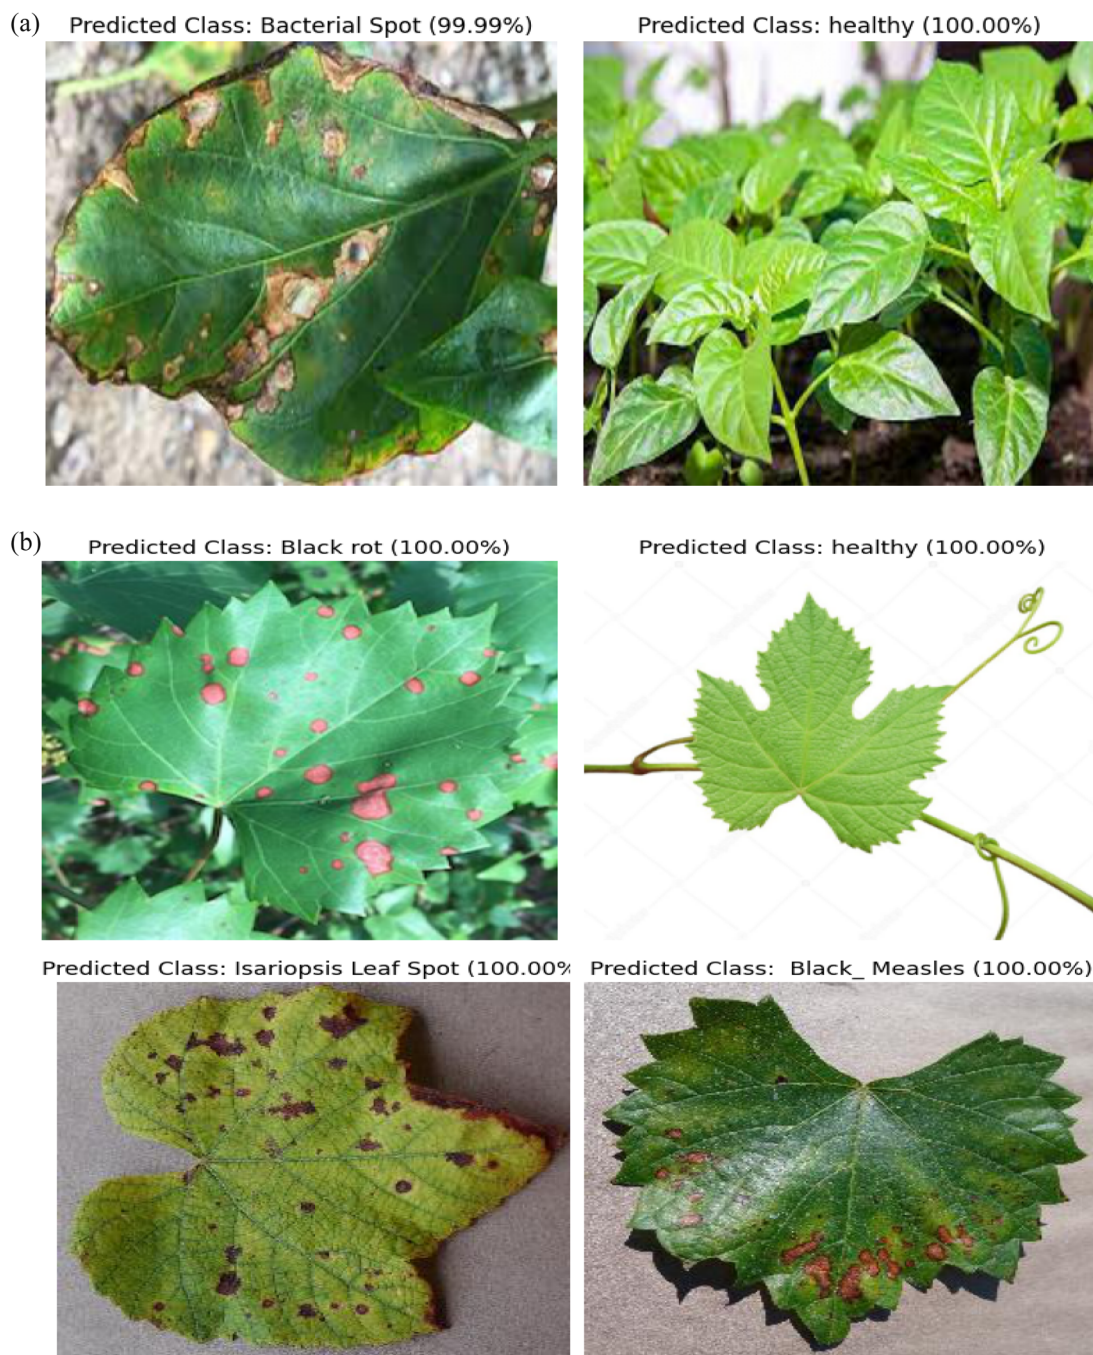 (a) Predicted Class: Bacterial Spot (99.99%) Predicted Class: healthy (100.00%)
(b)
Predicted Class: Black rot (100.00%) Predicted Class: healthy (100.00%)
Predicted Class: Isariopsis Leaf Spot (100.00% Predicted Class: Black_ Measles (100.00%)